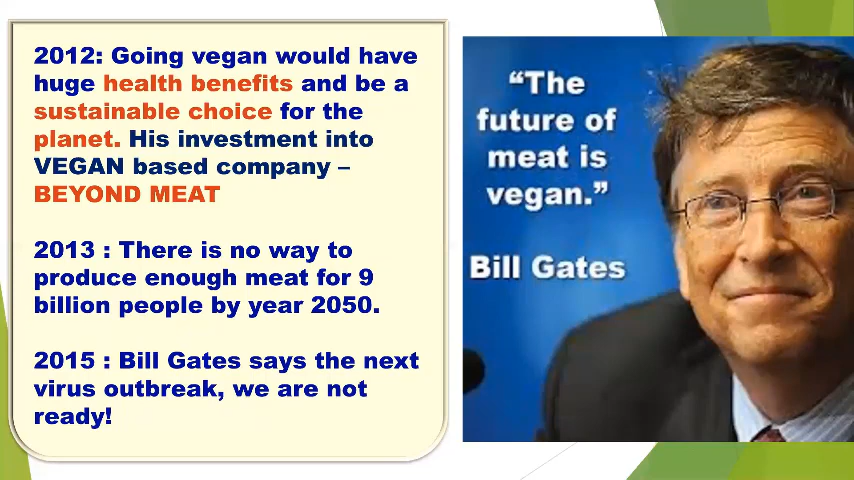 2012: Going vegan would have
huge health benefits and be a
sustainable choice for the
planet. His investment into
VEGAN based company –
BEYOND MEAT
2013 : There is no way to
produce enough meat for 9
billion people by year 2050.
2015 : Bill Gates says the next
virus outbreak, we are not
ready!
“The
future of
meat is
vegan.”
Bill Gates